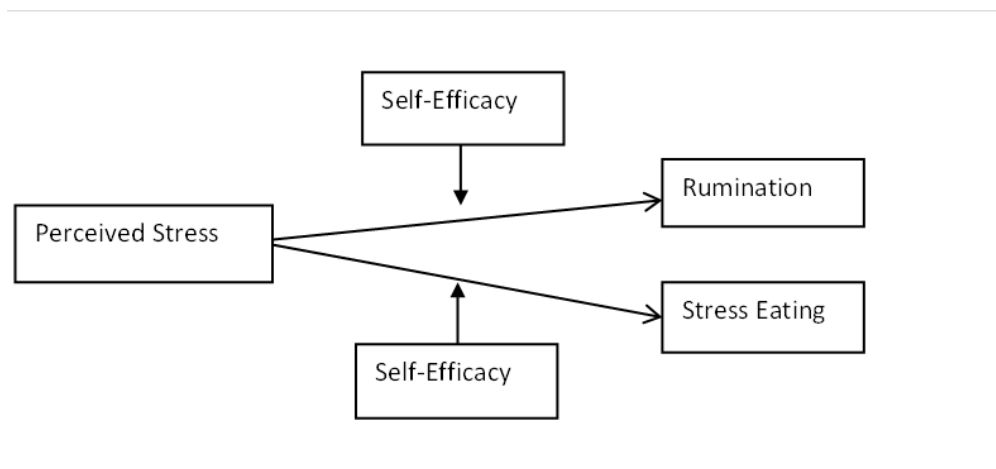 Self-Efficacy
Rumination
Perceived Stress
Stress Eating
Self-Efficacy